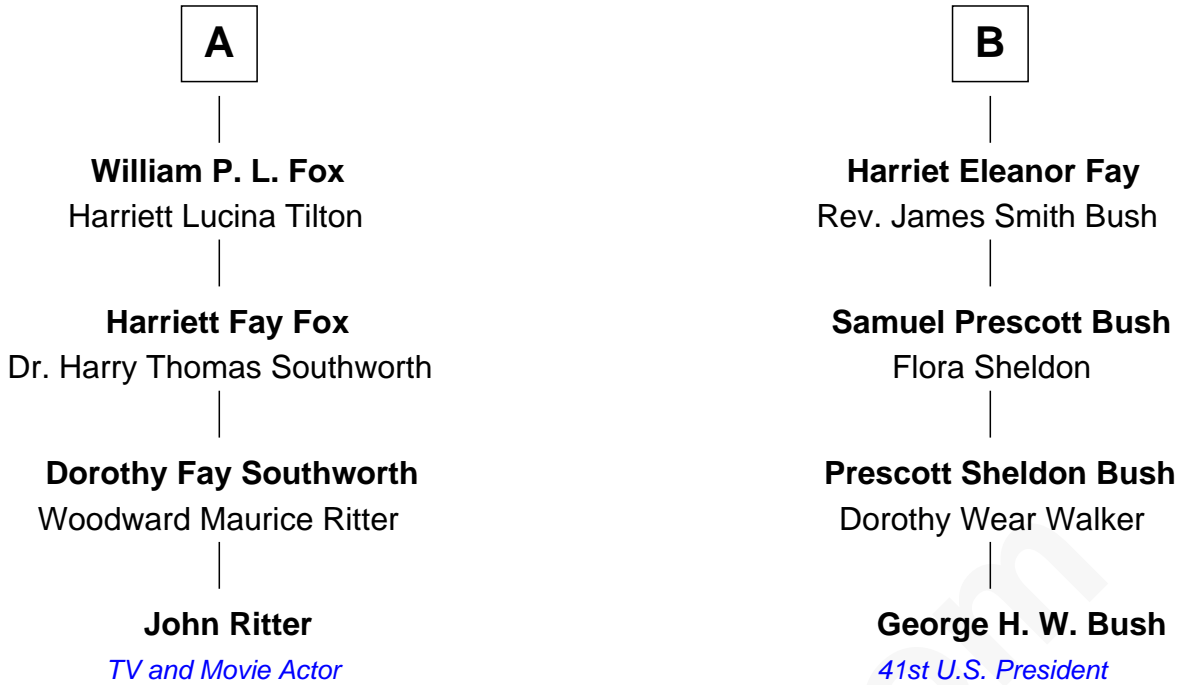 A
William P. L. Fox
Harriett Lucina Tilton
Harriett Fay Fox
Dr. Harry Thomas Southworth
Dorothy Fay Southworth
Woodward Maurice Ritter
John Ritter
TV and Movie Actor
B
Harriet Eleanor Fay
Rev. James Smith Bush
Samuel Prescott Bush
Flora Sheldon
Prescott Sheldon Bush
Dorothy Wear Walker
George H. W. Bush
41st U.S. President